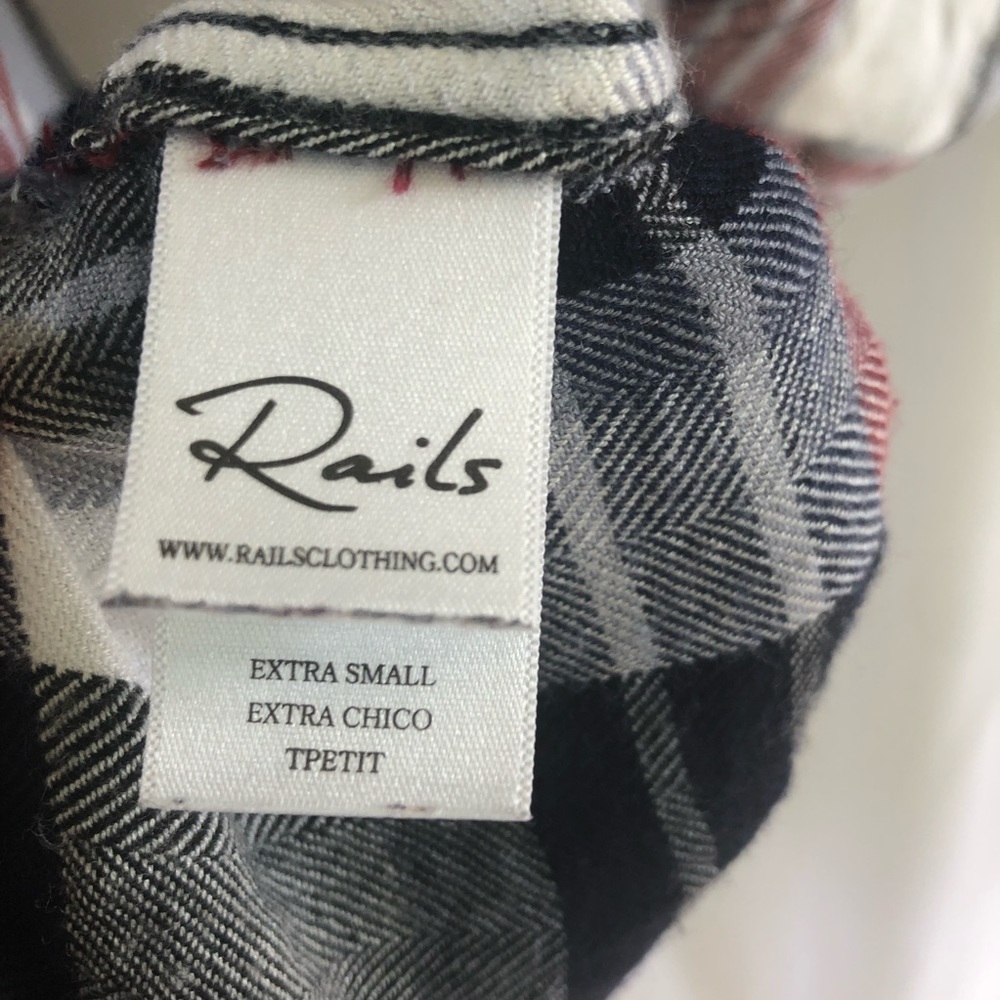 Rails
WWW.RAILSCLOTHING.COM
EXTRA SMALL
EXTRA CHICO
TPETIT